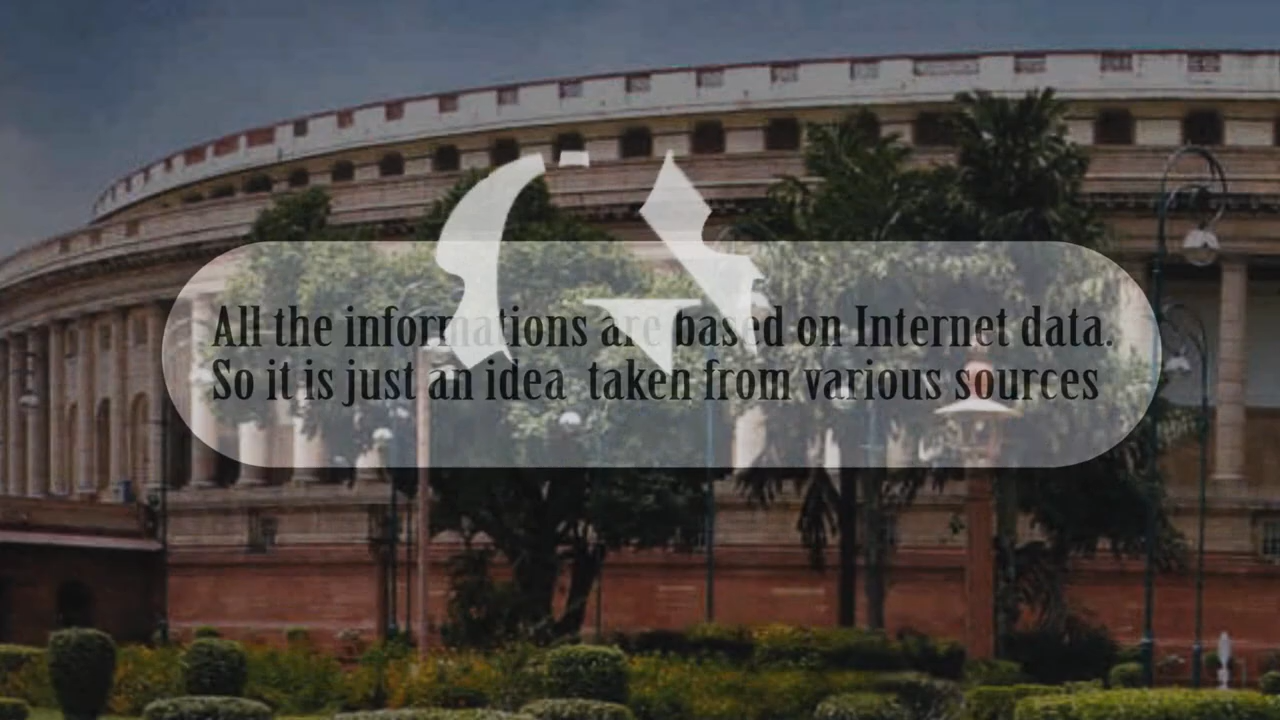 All the informations are based on Internet data.
So it is just an idea taken from various sources